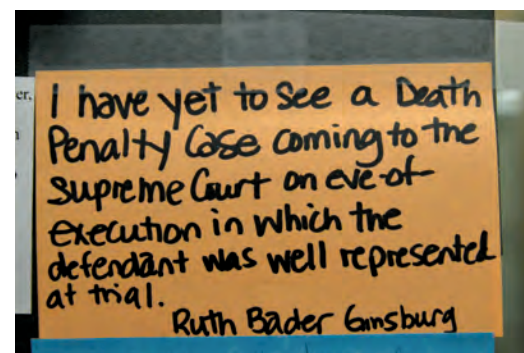 er,
I have yet to see a Death
Penalty Case coming to the
Supreme Court on eve-of-
execution in which the
defendant was well represented
at trial.
Ruth Bader Ginsburg